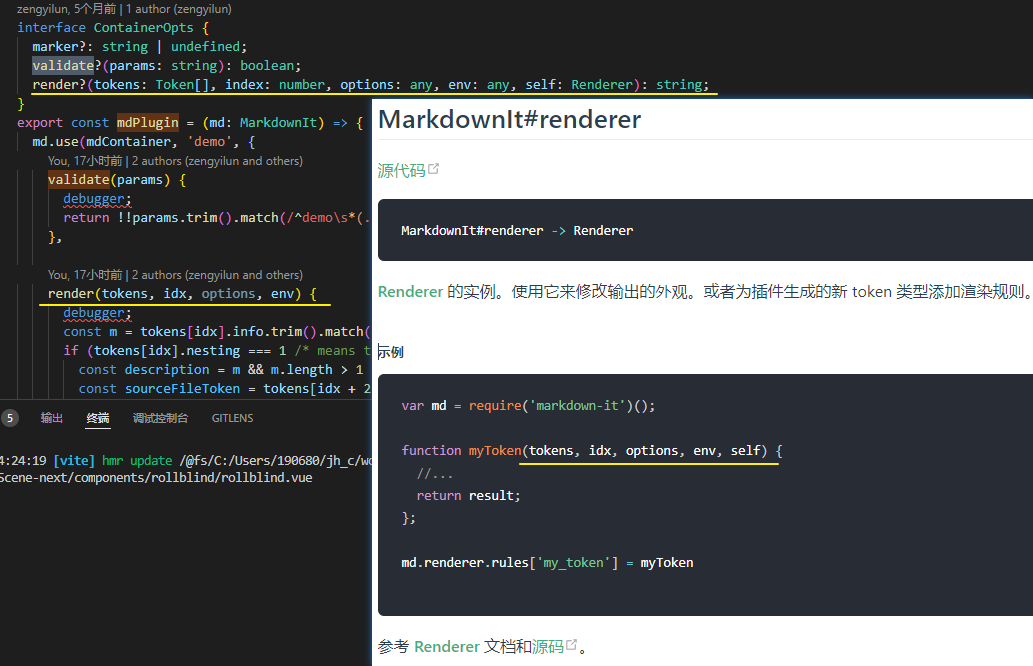 zengyilun, 5个月前 | 1 author (zengyilun)
interface ContainerOpts {
marker?: string | undefined;
validate?(params: string): boolean;
render?(tokens: Token[], index: number, options: any, env: any, self: Renderer): string;
}
export const mdPlugin = (md: MarkdownIt) => {
md.use(mdContainer, 'demo', {
You, 17小时前 | 2 authors (zengyilun and others)
validate(params) {
debugger;
return !!params.trim().match(/^demo\s*(.
},
You, 17小时前 | 2 authors (zengyilun and others)
render(tokens, idx, options, env) {
debugger;
const m = tokens[idx].info.trim().match(
if (tokens[idx].nesting === 1 /* means t
const description = m && m.length > 1
const sourceFileToken = tokens[idx + 2
5 输出 终端 调试控制台 GITLENS
4:24:19 [vite] hmr update /@fs/C:/Users/190680/jh_c/wo
Scene-next/components/rollblind/rollblind.vue
MarkdownIt#renderer
源代码
MarkdownIt#renderer -> Renderer
Renderer 的实例。使用它来修改输出的外观。或者为插件生成的新 token 类型添加渲染规则。
示例
var md = require('markdown-it')();
function myToken(tokens, idx, options, env, self) {
//...
return result;
};
md.renderer.rules['my_token'] = myToken
参考 Renderer 文档和源码。